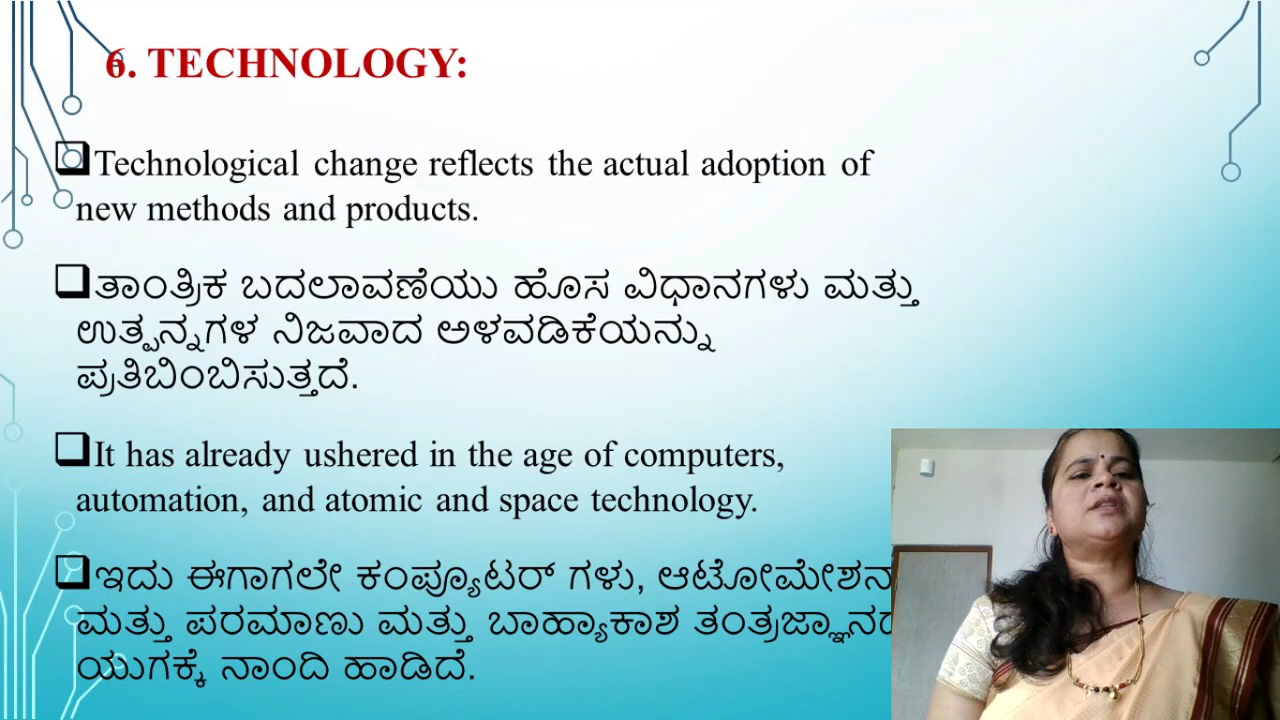 6. TECHNOLOGY:
Technological change reflects the actual adoption of
new methods and products.
ತಾಂತ್ರಿಕ ಬದಲಾವಣೆಯು ಹೊಸ ವಿಧಾನಗಳು ಮತ್ತು
ಉತ್ಪನ್ನಗಳ ನಿಜವಾದ ಅಳವಡಿಕೆಯನ್ನು
ಪ್ರತಿಬಿಂಬಿಸುತ್ತದೆ.
It has already ushered in the age of computers,
automation, and atomic and space technology.
ಇದು ಈಗಾಗಲೇ ಕಂಪ್ಯೂಟರ್ ಗಳು,
ಮತ್ತು ಪರಮಾಣು ಮತ್ತು ಬಾಹ್ಯಾಕಾಶ
ಯುಗಕ್ಕೆ ನಾಂದಿ ಹಾಡಿದೆ.